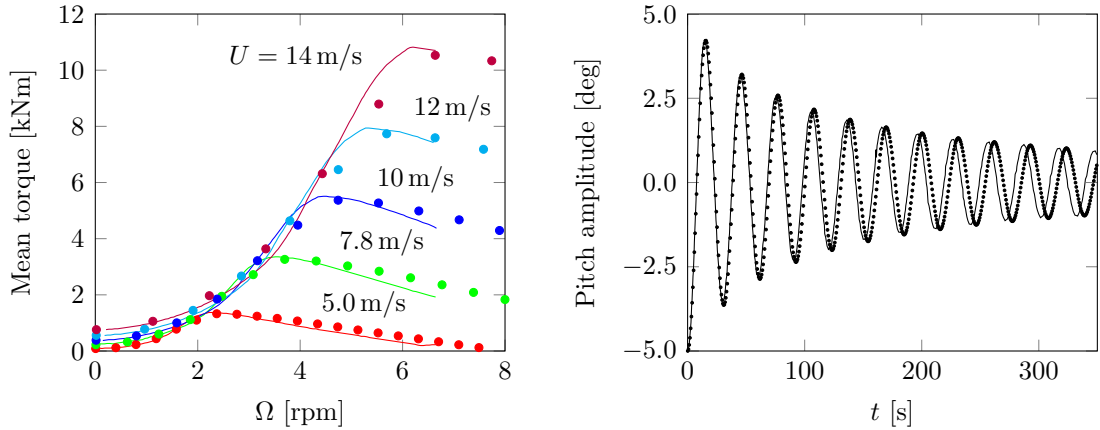 12
10
8
6
4
2
0
0 2 4 6 8
Mean torque [kNm]
Ω [rpm]
U = 14 m/s
12 m/s
10 m/s
7.8 m/s
5.0 m/s
5.0
2.5
0.0
−2.5
−5.0
0 100 200 300
Pitch amplitude [deg]
t [s]